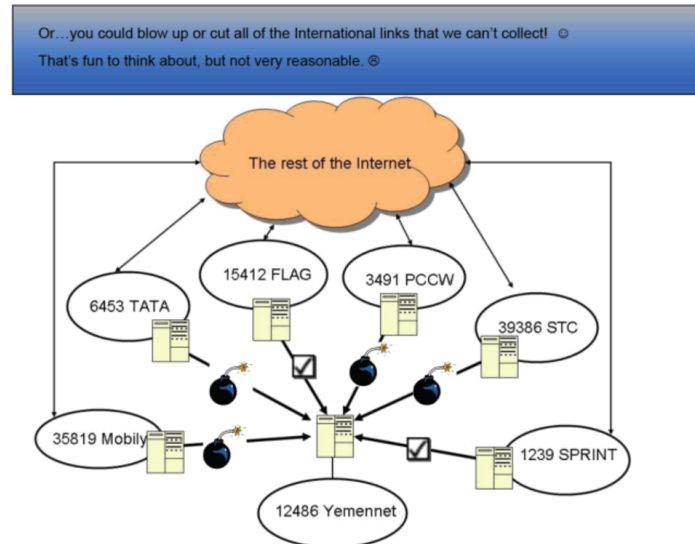 Or…you could blow up or cut all of the International links that we can't collect! ☺
That's fun to think about, but not very reasonable. ☹
The rest of the Internet
15412 FLAG
3491 PCCW
6453 TATA
39386 STC
35819 Mobily
1239 SPRINT
12486 Yemennet